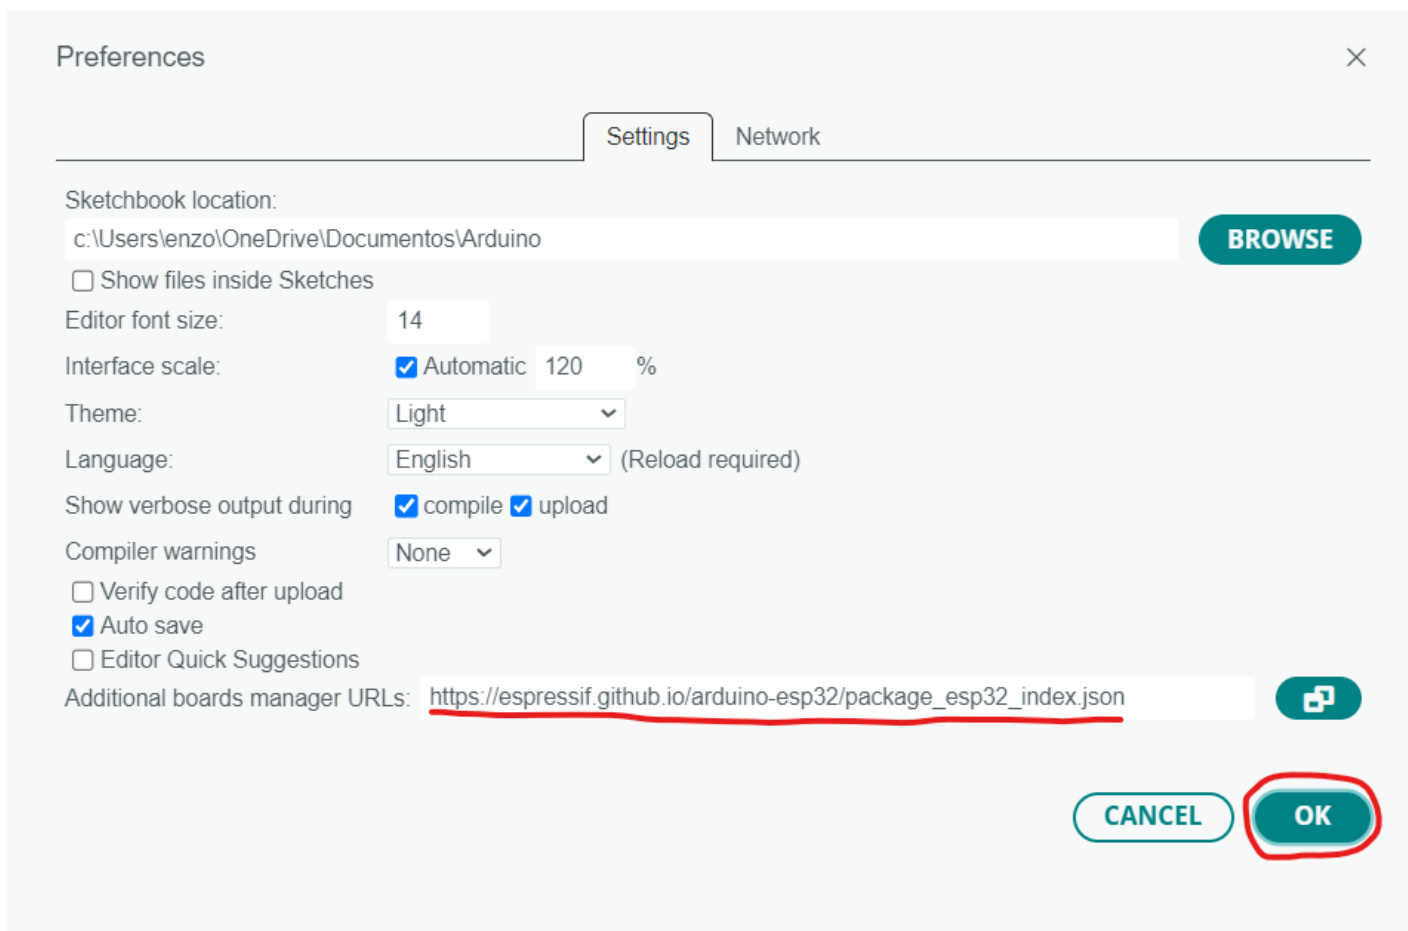 Preferences
Settings Network
Sketchbook location:
c:\Users\enzo\OneDrive\Documentos\Arduino
BROWSE
Show files inside Sketches
Editor font size: 14
Interface scale: Automatic 120 %
Theme: Light
Language: English (Reload required)
Show verbose output during compile upload
Compiler warnings None
Verify code after upload
Auto save
Editor Quick Suggestions
Additional boards manager URLs: https://espressif.github.io/arduino-esp32/package_esp32_index.json
CANCEL OK